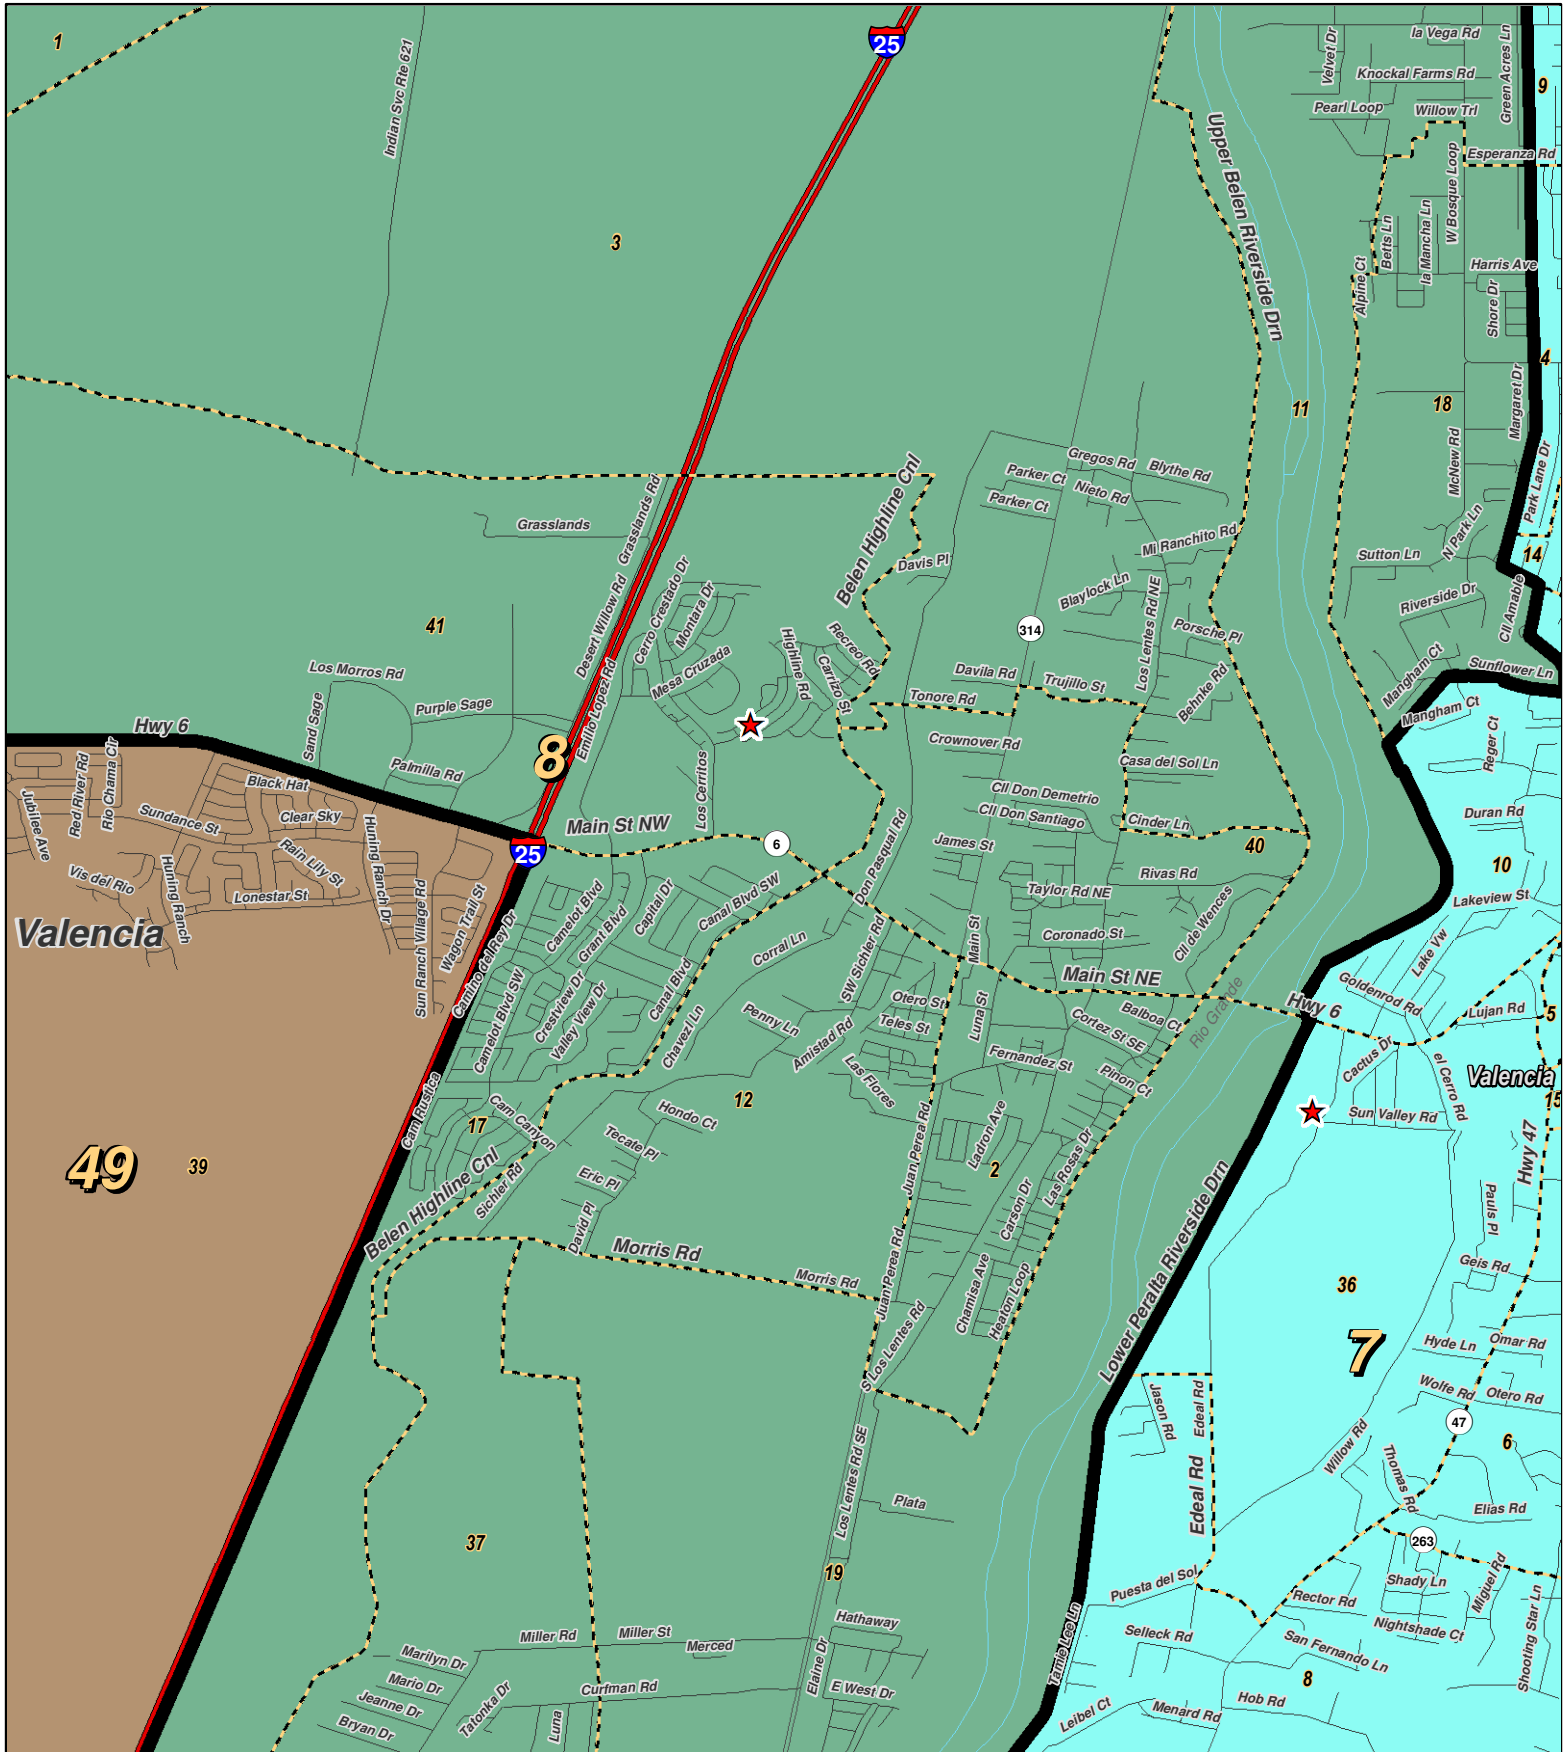 1
Indian Svc Rte 621
25
3
Upper Belen Riverside Drn
Velvet Dr
la Vega Rd
Green Acres Ln
Knockal Farms Rd
9
Pearl Loop
Willow Trl
Esperanza Rd
W Bosque Loop
Betts Ln
la Mancha Ln
Alpine Ct
Harris Ave
Shore Dr
4
11
18
Margaret Dr
McNew Rd
Park Lane Dr
N Park Ln
14
Sutton Ln
Riverside Dr
Cll Amable
Mangham Ct
Sunflower Ln
Mangham Ct
Reger Ct
Belen Highline Cnl
Gregos Rd
Blythe Rd
Parker Ct
Nieto Rd
Parker Ct
Mi Ranchito Rd
Davis Pl
Blaylock Ln
Los Lentes Rd NE
314
Porsche Pl
Davila Rd
Trujillo St
Behnke Rd
Tonore Rd
Grasslands
Grasslands Rd
Desert Willow Rd
Cerro Crestado Dr
Montara Dr
Emilio Lopez Rd
Mesa Cruzada
Highline Rd
Recreo Rd
Carrizo St
41
Los Morros Rd
Sand Sage
Purple Sage
Hwy 6
8
Palmilla Rd
Los Cerritos
Crownover Rd
Casa del Sol Ln
Cll Don Demetrio
Cll Don Santiago
Cinder Ln
40
Duran Rd
10
Jubilee Ave
Red River Rd
Rio Chama Cir
Black Hat
Sundance St
Clear Sky
Rain Lily St
Huning Ranch Dr
Vis del Rio
Huning Ranch
Lonestar St
Valencia
Sun Ranch Village Rd
Wagon Trail St
25
Main St NW
6
Don Pasqual Rd
James St
Rivas Rd
Taylor Rd NE
Cll de Wences
Coronado St
Main St
Main St NE
Lakeview St
Lake Vw
Goldenrod Rd
Hwy 6
Rio Grande
Lujan Rd
5
Camino del Rey Dr
Camelot Blvd
Grant Blvd
Capital Dr
Canal Blvd SW
Corral Ln
SW Sichler Rd
Camelot Blvd SW
Crestview Dr
Valley View Dr
Canal Blvd
Chavezl Ln
Penny Ln
Amistad Rd
Otero St
Teles St
Luna St
Balboa Ct
Cortez St SE
Fernandez St
Piñon Ct
Cactus Dr
el Cerro Rd
Valencia
15
Sun Valley Rd
Hwy 47
Las Flores
12
Cam Rustica
17
Cam Canyon
Hondo Ct
Tecate Pl
Juan Perea Rd
Ladron Ave
2
Las Rosas Dr
49
39
Belen Highline Cnl
Sichler Rd
Eric Pl
David Pl
Carson Dr
Lower Peralta Riverside Drn
Pauls Pl
Geis Rd
36
Morris Rd
Morris Rd
Juan Perea Rd
Chamisa Ave
Heaton Loop
S Los Lentes Rd
7
Hyde Ln
Omar Rd
Wolfe Rd
Otero Rd
47
Jason Rd
Edeal Rd
Edeal Rd
Willow Rd
Thomas Rd
6
Elias Rd
263
Los Lentes Rd SE
Plata
37
19
Puesta del Sol
Shady Ln
Miguel Rd
Rector Rd
Nightshade Ct
Shooting Star Ln
Hathaway
Miller Rd
Miller St
Merced
Elaine Dr
Tamie Lee Ln
Selleck Rd
San Fernando Ln
8
Marilyn Dr
Mario Dr
Jeanne Dr
Bryan Dr
Tatonka Dr
Curfman Rd
Luna
E West Dr
Leibel Ct
Menard Rd
Hob Rd